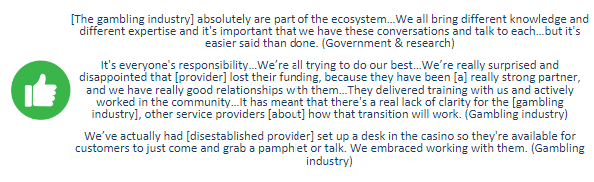 [The gambling industry] absolutely are part of the ecosystem...We all bring different knowledge and
different expertise and it's important that we have these conversations and talk to each...but it's
easier said than done. (Government & research)
It's everyone's responsibility...We're all trying to do our best...We're really surprised and
disappointed that [provider] lost their funding, because they have been [a] really strong partner,
and we have really good relationships with them...They delivered training with us and actively
worked in the community...It has meant that there's a real lack of clarity for the [gambling
industry], other service providers [about] how that transition will work. (Gambling industry)
We've actually had [disestablished provider] set up a desk in the casino so they're available for
customers to just come and grab a pamphlet or talk. We embraced working with them. (Gambling
industry)